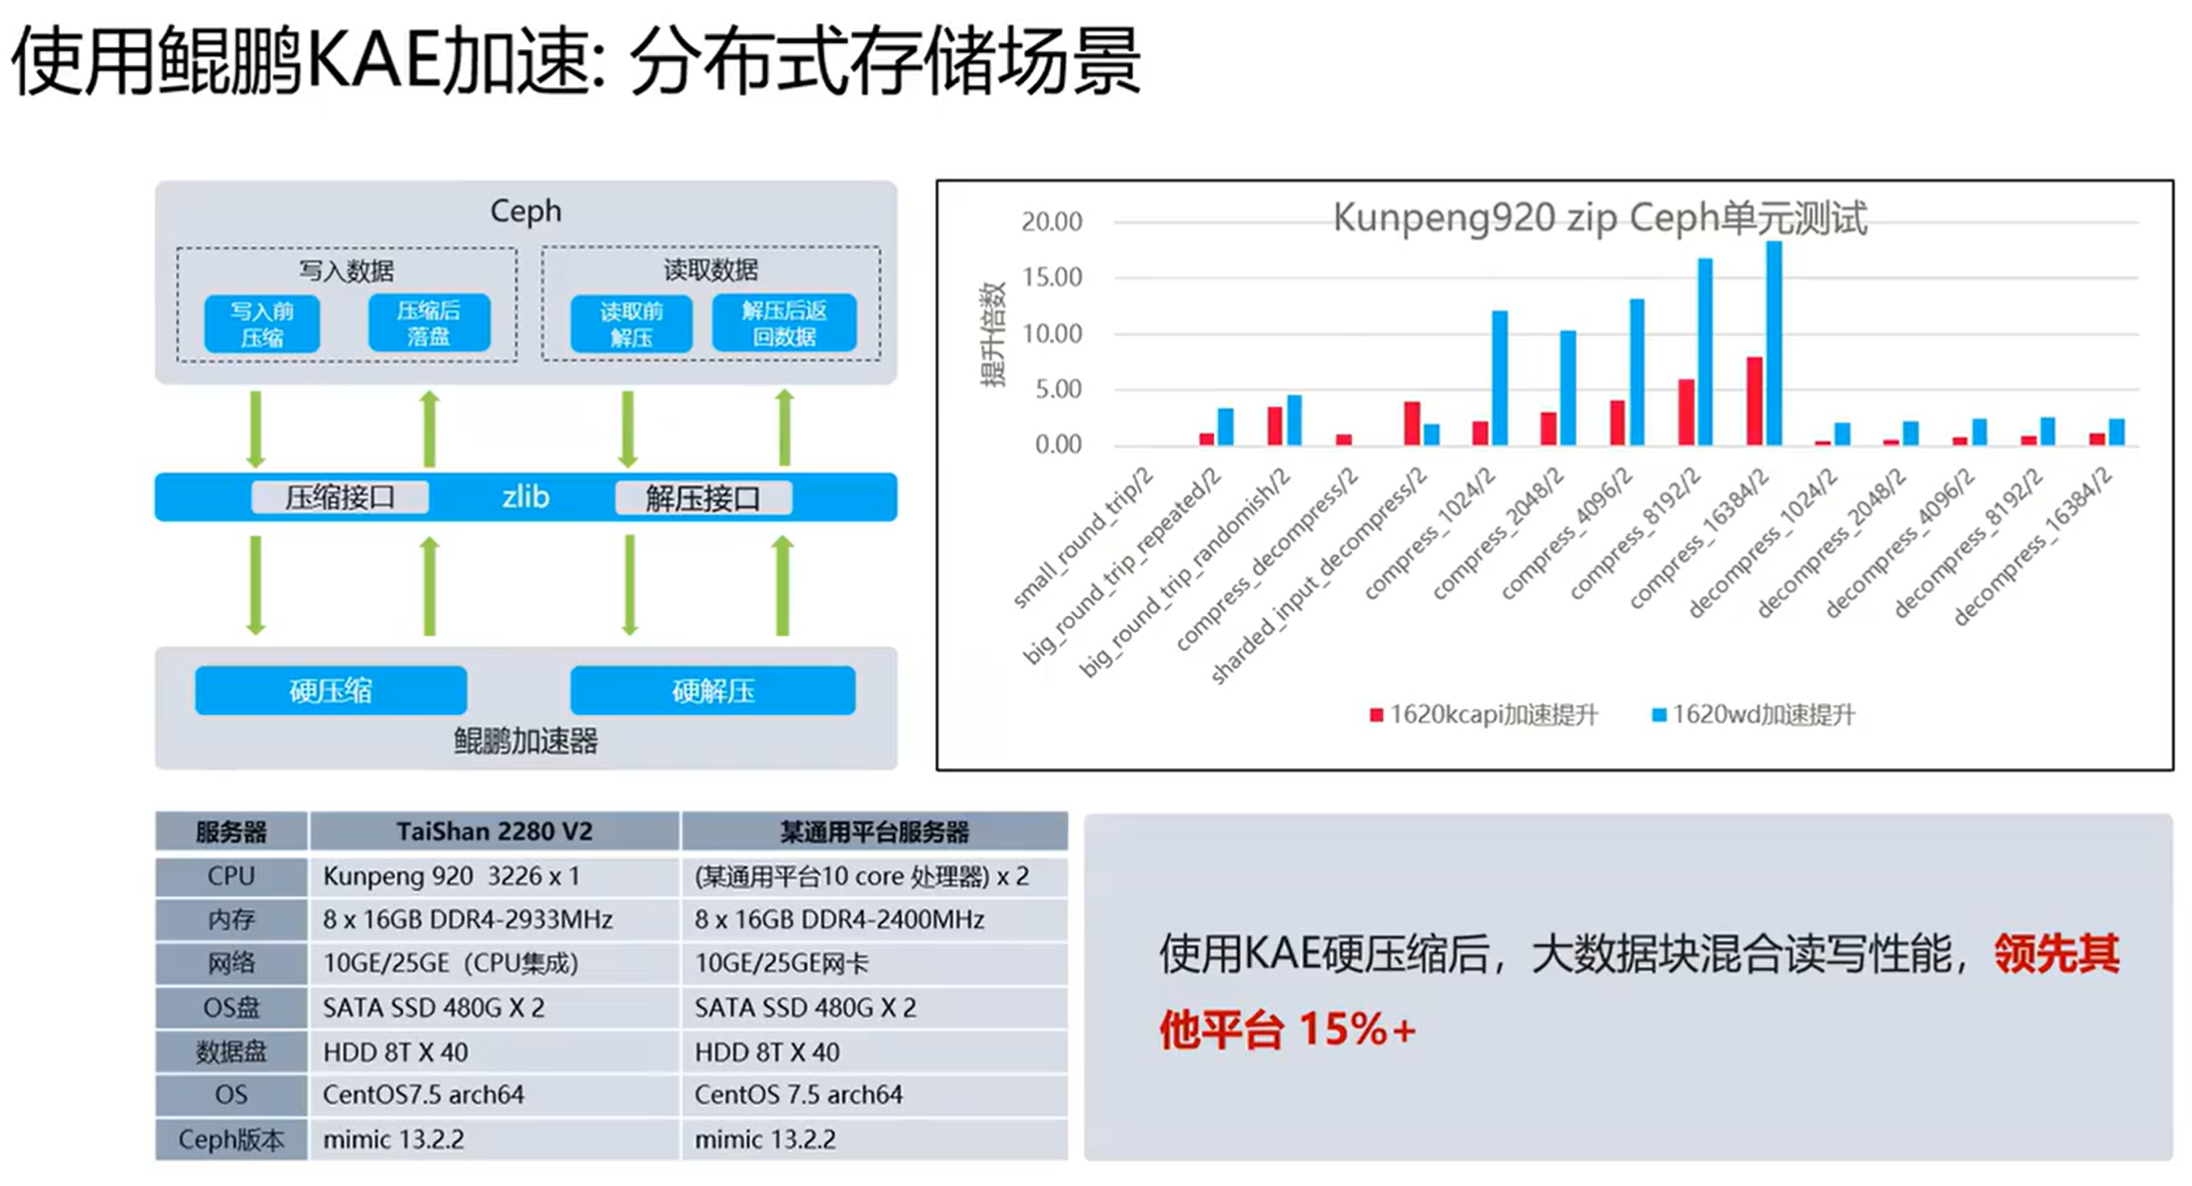 使用鲲鹏KAE加速: 分布式存储场景
Ceph
写入数据
写入前
压缩
压缩后
落盘
读取数据
读取前
解压
解压后返
回数据
压缩接口
zlib
解压接口
硬压缩
硬解压
鲲鹏加速器
Kunpeng920 zip Ceph单元测试
提升倍数
20.00
15.00
10.00
5.00
0.00
small_round_trip/2
big_round_trip_repeated/2
big_round_trip_randomish/2
compress_decompress/2
sharded_input_decompress/2
compress_1024/2
compress_2048/2
compress_4096/2
compress_8192/2
compress_16384/2
decompress_1024/2
decompress_2048/2
decompress_4096/2
decompress_8192/2
decompress_16384/2
1620kcapi加速提升
1620wd加速提升
服务器 TaiShan 2280 V2 某通用平台服务器
CPU Kunpeng 920 3226 x 1 (某通用平台10 core 处理器) x 2
内存 8 x 16GB DDR4-2933MHz 8 x 16GB DDR4-2400MHz
网络 10GE/25GE（CPU集成） 10GE/25GE网卡
OS盘 SATA SSD 480G X 2 SATA SSD 480G X 2
数据盘 HDD 8T X 40 HDD 8T X 40
OS CentOS7.5 arch64 CentOS 7.5 arch64
Ceph版本 mimic 13.2.2 mimic 13.2.2
使用KAE硬压缩后，大数据块混合读写性能，领先其
他平台 15%+